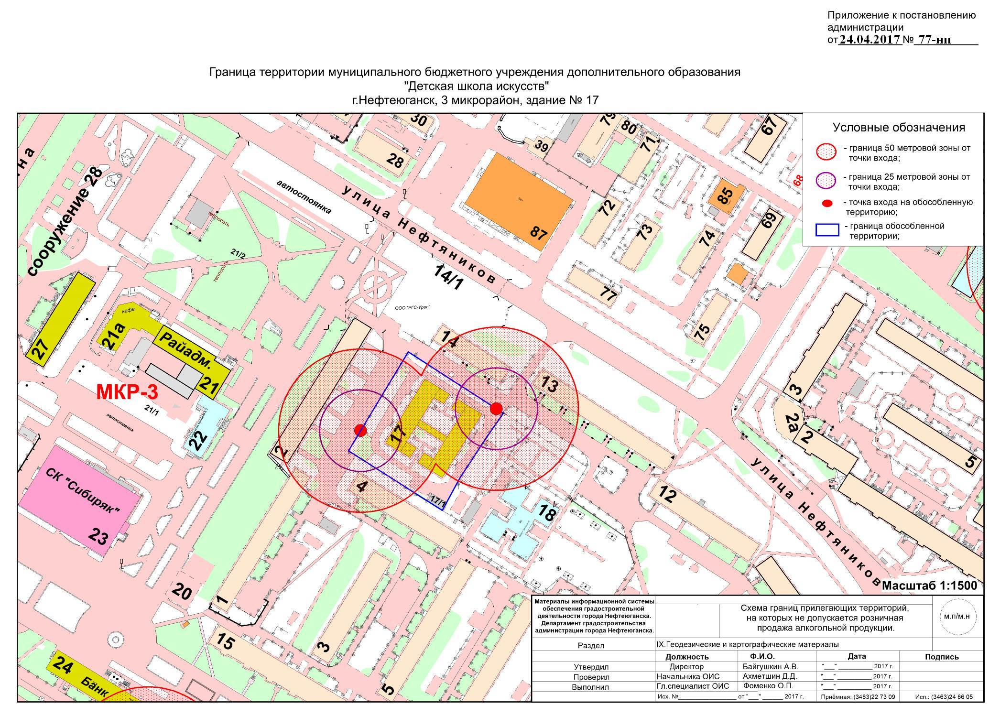 Приложение к постановлению
администрации
от 24.04.2017 № 77-нп
Граница территории муниципального бюджетного учреждения дополнительного образования
"Детская школа искусств"
г.Нефтеюганск, 3 микрорайон, здание № 17
Условные обозначения
- граница 50 метровой зоны от
точки входа;
- граница 25 метровой зоны от
точки входа;
- точка входа на обособленную
территорию;
- граница обособленной
территории;
30
28
39
79
80
71
67
68
85
87
72
73
74
69
77
75
сооружение 28
автостоянка
улица Нефтяников
теплосеть
21/2
теплосеть
14/1
ООО "РГС-Урал"
27
кафе
21а
Райадм.
21
МКР-3
21/1
автостоянка
22
СК "Сибиряк"
23
14
13
17
2
4
17/1
18
12
3
2а
2
5
улица Нефтяников
20
1
15
3
5
24
Банк
Масштаб 1:1500
Материалы информационной системы
обеспечения градостроительной
деятельности города Нефтеюганска.
Департамент градостроительства
администрации города Нефтеюганска.
Схема границ прилегающих территорий,
на которых не допускается розничная
продажа алкогольной продукции.
м.п/м.н
Раздел IX.Геодезические и картографические материалы
Должность Ф.И.О. Дата Подпись
Утвердил Директор Байгушкин А.В. "___" __________ 2017 г.
Проверил Начальника ОИС Ахметшин Д.Д. "___" __________ 2017 г.
Выполнил Гл.специалист ОИС Фоменко О.П. "___" __________ 2017 г.
Исх. №_________________ от "___" ______ 2017 г. Приёмная: (3463)22 73 09 Исп.: (3463)24 66 05